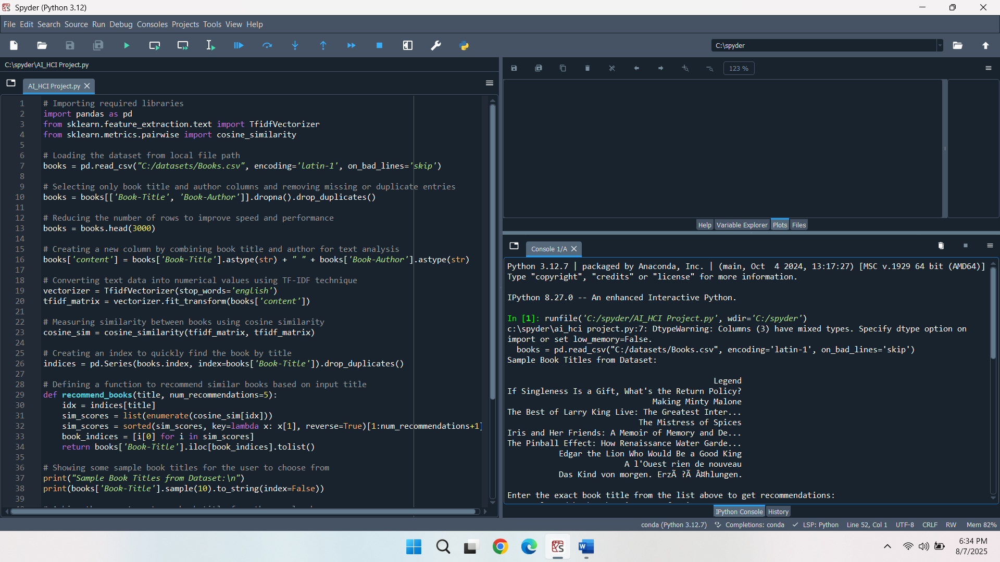 Spyder (Python 3.12)
File Edit Search Source Run Debug Consoles Projects Tools View Help
C:\spyder
C:\spyder\AI_HCI Project.py
AI_HCI Project.py
1 # Importing required libraries
2 import pandas as pd
3 from sklearn.feature_extraction.text import TfidfVectorizer
4 from sklearn.metrics.pairwise import cosine_similarity
5
6 # Loading the dataset from local file path
7 books = pd.read_csv("C:/datasets/Books.csv", encoding='latin-1', on_bad_lines='skip')
8
9 # Selecting only book title and author columns and removing missing or duplicate entries
10 books = books[['Book-Title', 'Book-Author']].dropna().drop_duplicates()
11
12 # Reducing the number of rows to improve speed and performance
13 books = books.head(3000)
14
15 # Creating a new column by combining book title and author for text analysis
16 books['content'] = books['Book-Title'].astype(str) + " " + books['Book-Author'].astype(str)
17
18 # Converting text data into numerical values using TF-IDF technique
19 vectorizer = TfidfVectorizer(stop_words='english')
20 tfidf_matrix = vectorizer.fit_transform(books['content'])
21
22 # Measuring similarity between books using cosine similarity
23 cosine_sim = cosine_similarity(tfidf_matrix, tfidf_matrix)
24
25 # Creating an index to quickly find the book by title
26 indices = pd.Series(books.index, index=books['Book-Title']).drop_duplicates()
27
28 # Defining a function to recommend similar books based on input title
29 def recommend_books(title, num_recommendations=5):
30 idx = indices[title]
31 sim_scores = list(enumerate(cosine_sim[idx]))
32 sim_scores = sorted(sim_scores, key=lambda x: x[1], reverse=True)[1:num_recommendations+1]
33 book_indices = [i[0] for i in sim_scores]
34 return books['Book-Title'].iloc[book_indices].tolist()
35
36 # Showing some sample book titles for the user to choose from
37 print("Sample Book Titles from Dataset:\n")
38 print(books['Book-Title'].sample(10).to_string(index=False))
39
123 %
Help Variable Explorer Plots Files
Console 1/A
Python 3.12.7 | packaged by Anaconda, Inc. | (main, Oct  4 2024, 13:17:27) [MSC v.1929 64 bit (AMD64)]
Type "copyright", "credits" or "license" for more information.
IPython 8.27.0 -- An enhanced Interactive Python.
In [1]: runfile('C:/spyder/AI_HCI Project.py', wdir='C:/spyder')
c:\spyder\ai_hci project.py:7: DtypeWarning: Columns (3) have mixed types. Specify dtype option on
import or set low_memory=False.
books = pd.read_csv("C:/datasets/Books.csv", encoding='latin-1', on_bad_lines='skip')
Sample Book Titles from Dataset:
Legend
If Singleness Is a Gift, What's the Return Policy?
Making Minty Malone
The Best of Larry King Live: The Greatest Inter...
The Mistress of Spices
Iris and Her Friends: A Memoir of Memory and De...
The Pinball Effect: How Renaissance Water Garde...
Edgar the Lion Who Would Be a Good King
A l'Ouest rien de nouveau
Das Kind von morgen. ErzÃ ?Ã Â¤hlungen.
Enter the exact book title from the list above to get recommendations:
IPython Console History
conda (Python 3.12.7) Completions: conda LSP: Python Line 52, Col 1 UTF-8 CRLF RW Mem 82%
6:34 PM
8/7/2025